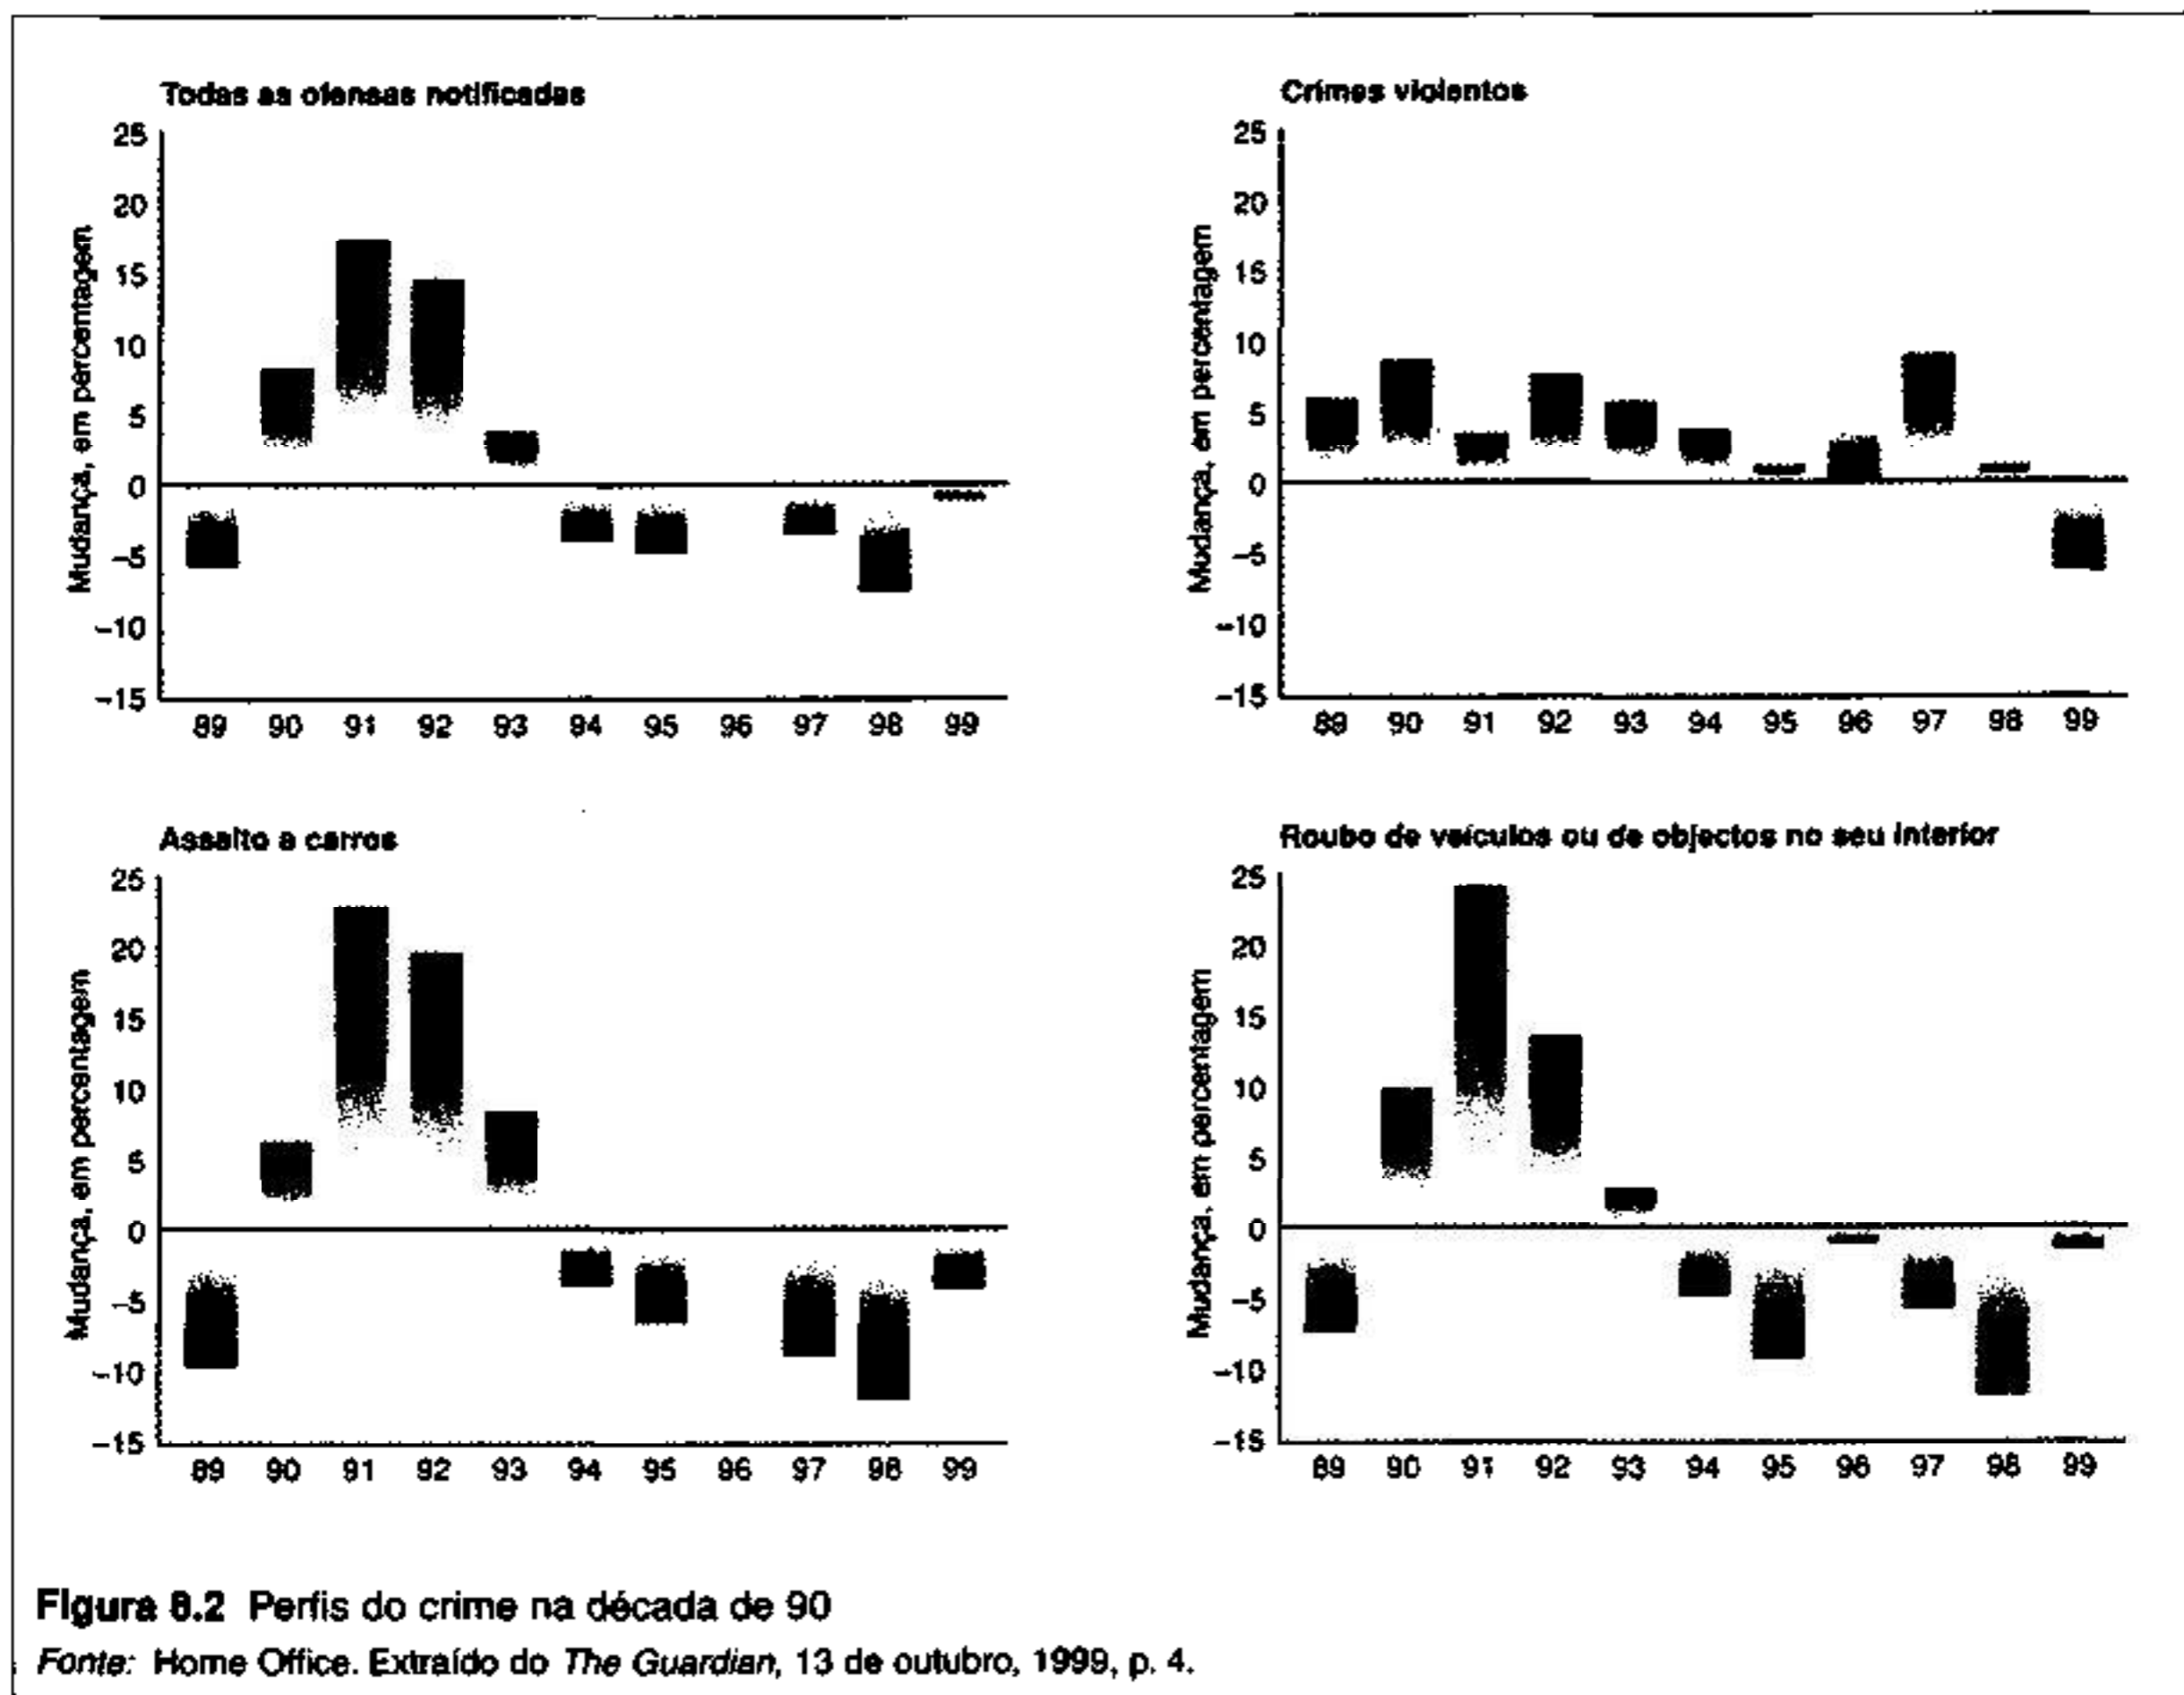 Todas as ofensas notificadas
Mudança, em percentagem
25
20
15
10
5
0
–5
–10
–15
89 90 91 92 93 94 95 96 97 98 99
Crimes violentos
Mudança, em percentagem
25
20
15
10
5
0
–5
–10
–15
89 90 91 92 93 94 95 96 97 98 99
Assalto a carros
Mudança, em percentagem
25
20
15
10
5
0
–5
–10
–15
89 90 91 92 93 94 95 96 97 98 99
Roubo de veículos ou de objectos no seu interior
Mudança, em percentagem
25
20
15
10
5
0
–5
–10
–15
89 90 91 92 93 94 95 96 97 98 99
Figura 8.2 Perfis do crime na década de 90
Fonte: Home Office. Extraído do The Guardian, 13 de outubro, 1999, p. 4.